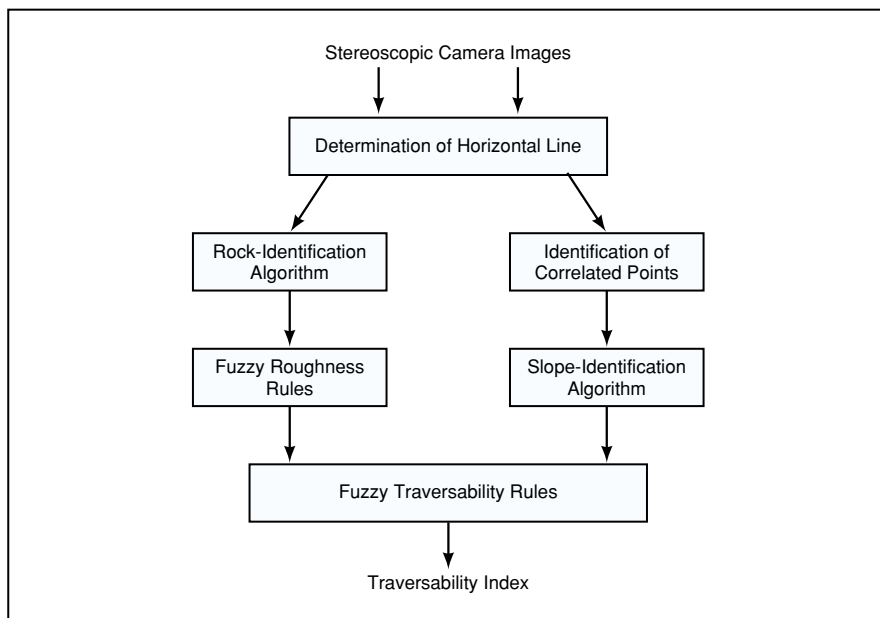 Stereoscopic Camera Images
Determination of Horizontal Line
Rock-Identification
Algorithm
Identification of
Correlated Points
Fuzzy Roughness
Rules
Slope-Identification
Algorithm
Fuzzy Traversability Rules
Traversability Index